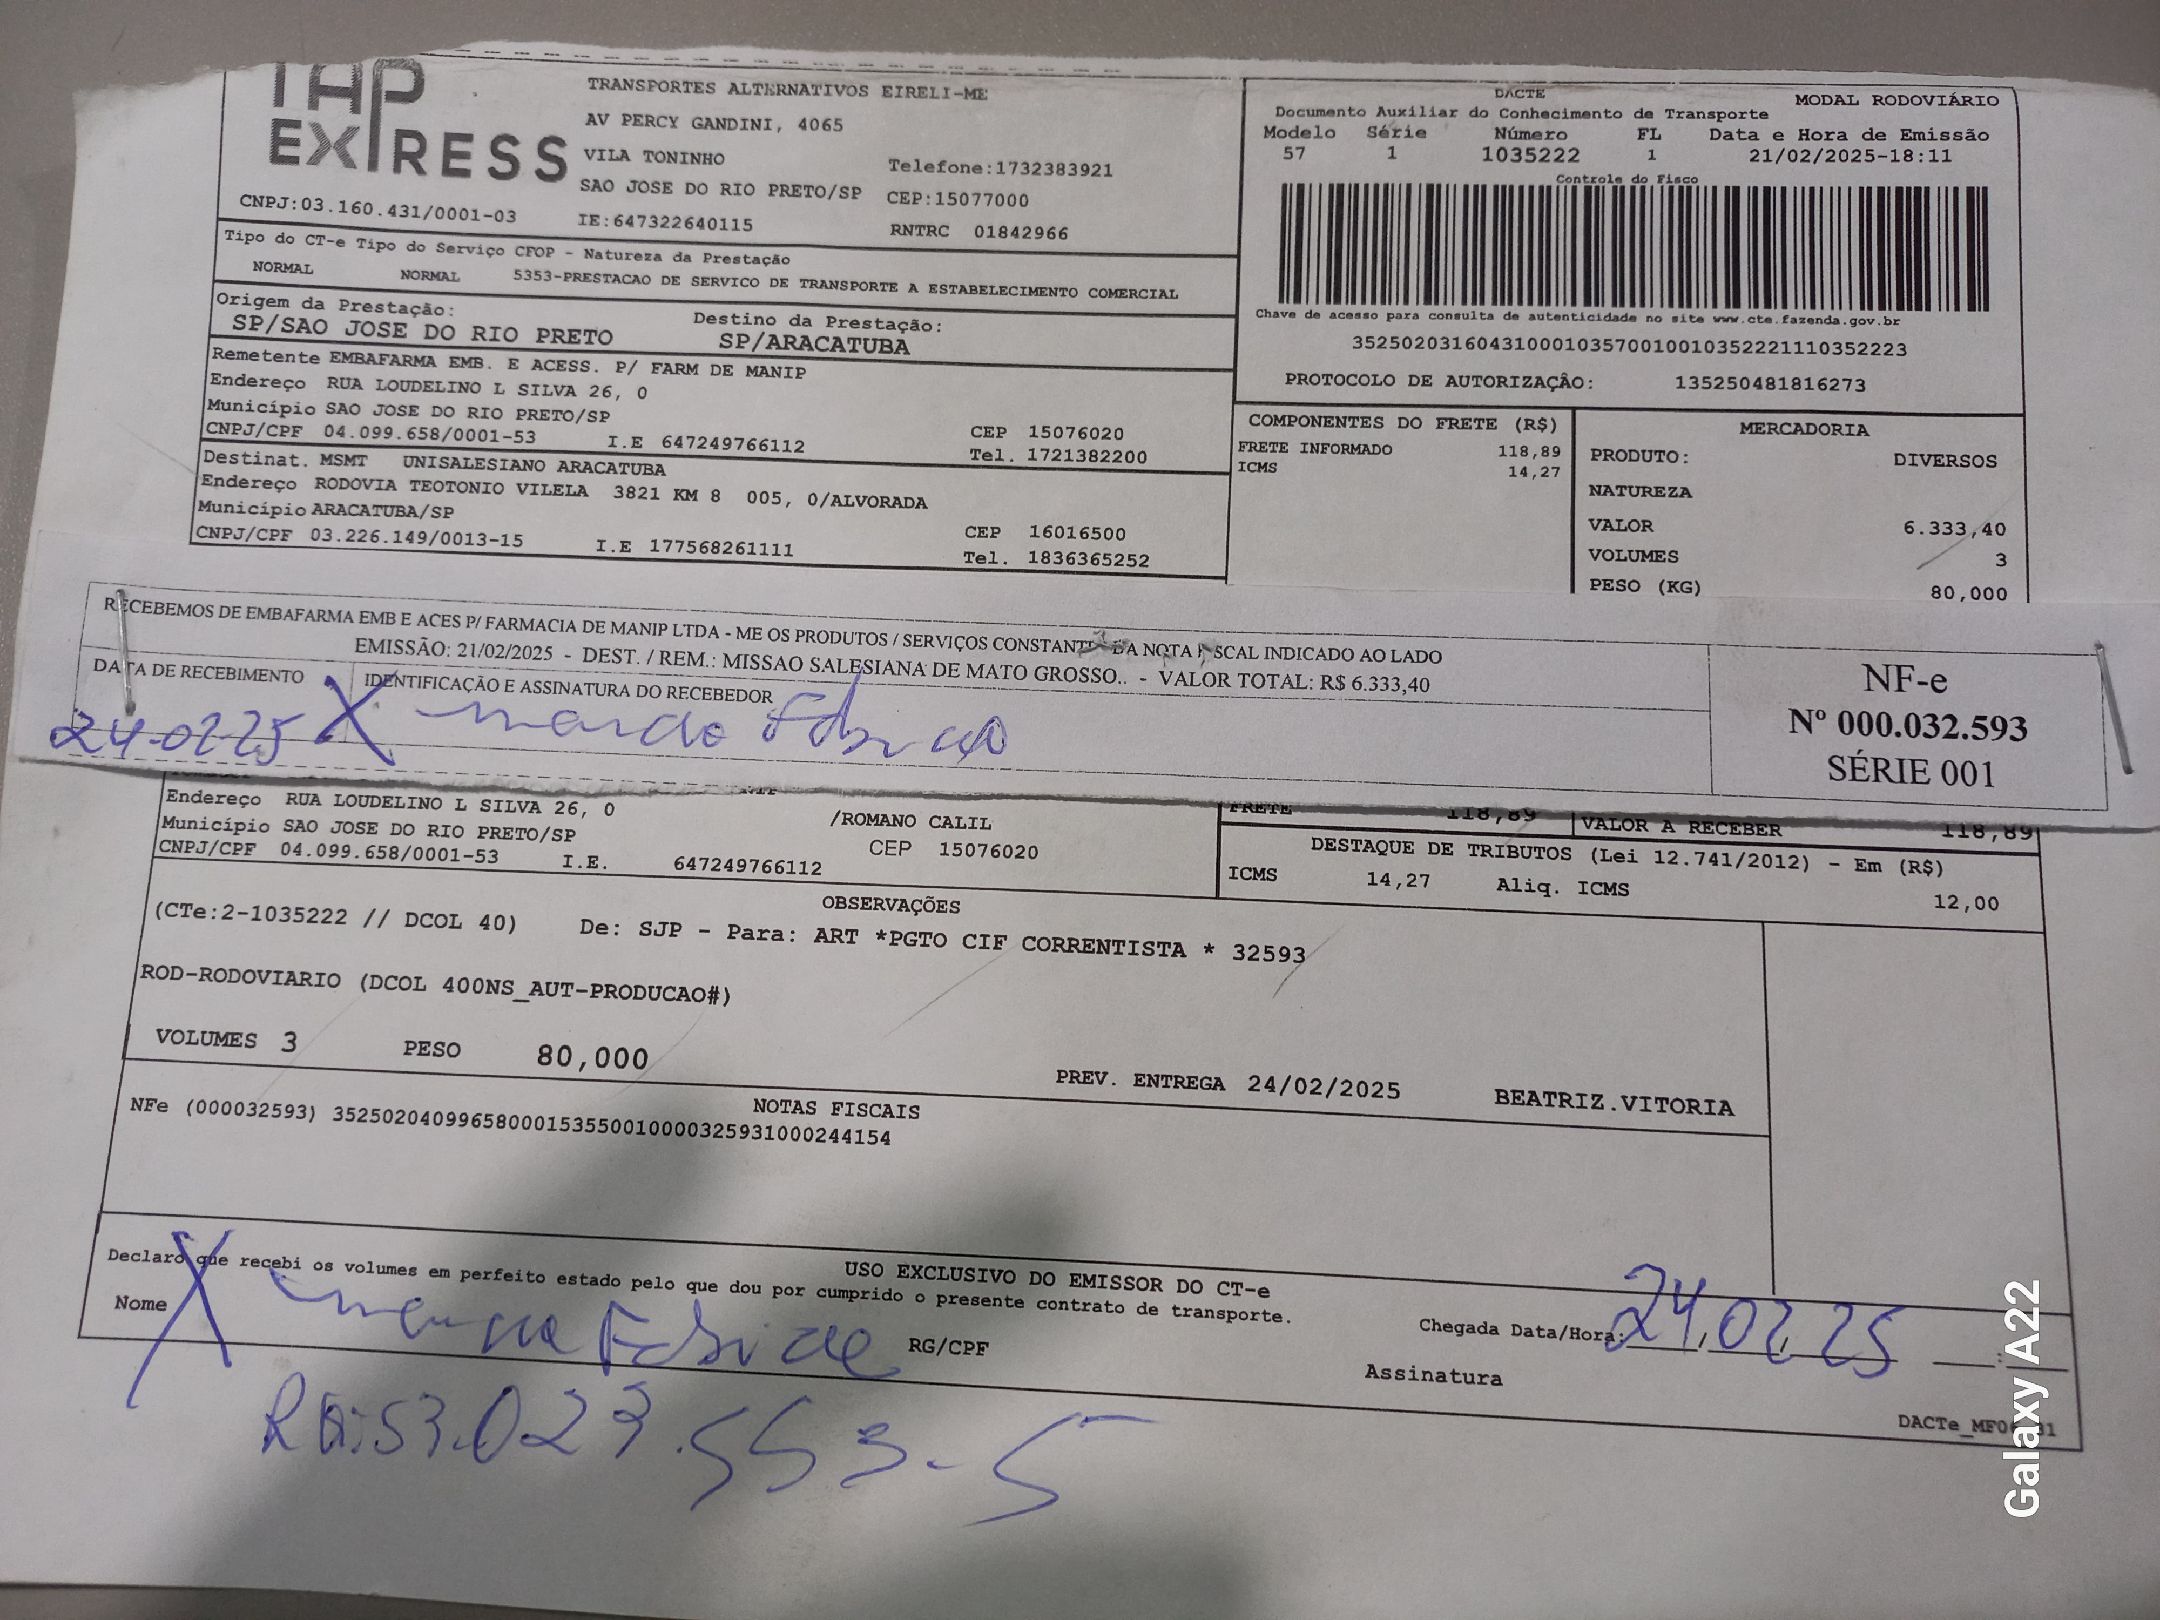 TAP
EXPRESS
TRANSPORTES ALTERNATIVOS EIRELI-ME
AV PERCY GANDINI, 4065
VILA TONINHO
Telefone:1732383921
SAO JOSE DO RIO PRETO/SP
CEP:15077000
CNPJ:03.160.431/0001-03
IE:647322640115
RNTRC 01842966
DACTE
MODAL RODOVIÁRIO
Documento Auxiliar do Conhecimento de Transporte
Modelo Série Número FL Data e Hora de Emissão
57 1 1035222 1 21/02/2025-18:11
Controle do Fisco
Chave de acesso para consulta de autenticidade no site www.cte.fazenda.gov.br
35250203160431000103570010010352221110352223
PROTOCOLO DE AUTORIZAÇÃO: 135250481816273
Tipo do CT-e Tipo do Serviço CFOP - Natureza da Prestação
NORMAL NORMAL 5353-PRESTACAO DE SERVICO DE TRANSPORTE A ESTABELECIMENTO COMERCIAL
Origem da Prestação: Destino da Prestação:
SP/SAO JOSE DO RIO PRETO SP/ARACATUBA
Remetente EMBAFARMA EMB. E ACESS. P/ FARM DE MANIP
Endereço RUA LOUDELINO L SILVA 26, 0
Município SAO JOSE DO RIO PRETO/SP
CEP 15076020
CNPJ/CPF 04.099.658/0001-53 I.E 647249766112 Tel. 1721382200
Destinat. MSMT UNISALESIANO ARACATUBA
Endereço RODOVIA TEOTONIO VILELA 3821 KM 8 005, 0/ALVORADA
Município ARACATUBA/SP
CEP 16016500
CNPJ/CPF 03.226.149/0013-15 I.E 177568261111 Tel. 1836365252
COMPONENTES DO FRETE (R$)
FRETE INFORMADO 118,89
ICMS 14,27
MERCADORIA
PRODUTO: DIVERSOS
NATUREZA
VALOR 6.333,40
VOLUMES 3
PESO (KG) 80,000
RECEBEMOS DE EMBAFARMA EMB E ACES P/ FARMACIA DE MANIP LTDA - ME OS PRODUTOS / SERVIÇOS CONSTANTE DA NOTA FISCAL INDICADO AO LADO
EMISSÃO: 21/02/2025 - DEST. / REM.: MISSAO SALESIANA DE MATO GROSSO.. - VALOR TOTAL: R$ 6.333,40
DATA DE RECEBIMENTO
IDENTIFICAÇÃO E ASSINATURA DO RECEBEDOR
24-02-25 X
NF-e
Nº 000.032.593
SÉRIE 001
Endereço RUA LOUDELINO L SILVA 26, 0
/ROMANO CALIL
Município SAO JOSE DO RIO PRETO/SP
CEP 15076020
CNPJ/CPF 04.099.658/0001-53 I.E. 647249766112
FRETE 118,89 VALOR A RECEBER 118,89
DESTAQUE DE TRIBUTOS (Lei 12.741/2012) - Em (R$)
ICMS 14,27 Aliq. ICMS 12,00
OBSERVAÇÕES
(CTe:2-1035222 // DCOL 40) De: SJP - Para: ART *PGTO CIF CORRENTISTA * 32593
ROD-RODOVIARIO (DCOL 400NS_AUT-PRODUCAO#)
VOLUMES 3 PESO 80,000
PREV. ENTREGA 24/02/2025 BEATRIZ.VITORIA
NOTAS FISCAIS
NFe (000032593) 35250204099658000153550010000325931000244154
USO EXCLUSIVO DO EMISSOR DO CT-e
Declaro que recebi os volumes em perfeito estado pelo que dou por cumprido o presente contrato de transporte.
Nome X
RG/CPF
Chegada Data/Hora: 24,02,25 :
Assinatura
RG:53.023.553-5
Galaxy A22